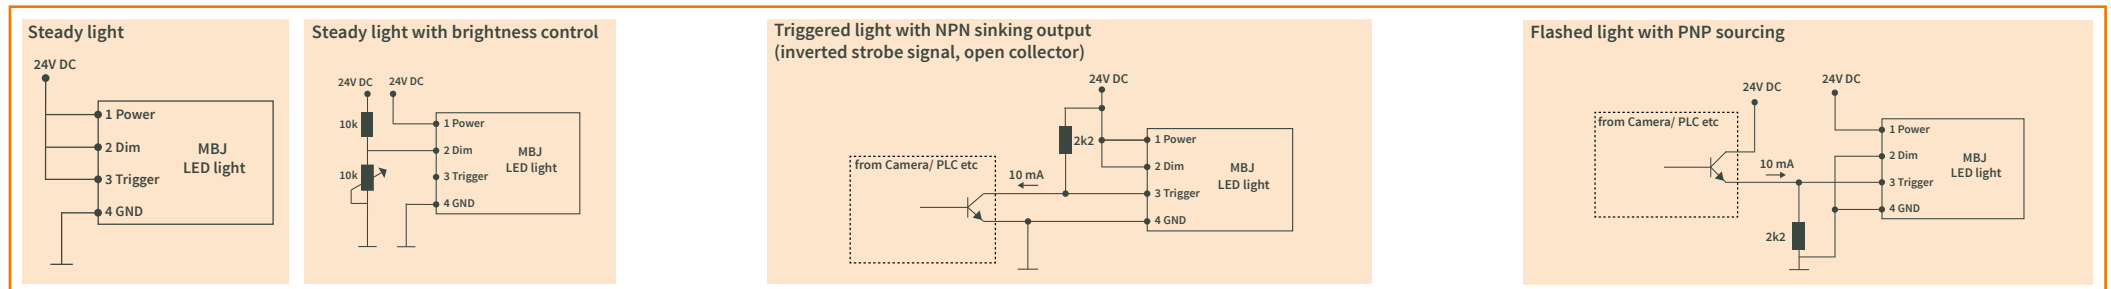 Steady light
24V DC
1 Power
2 Dim
3 Trigger
4 GND
MBJ
LED light
Steady light with brightness control
24V DC
24V DC
10k
10k
1 Power
2 Dim
3 Trigger
4 GND
MBJ
LED light
Triggered light with NPN sinking output
(inverted strobe signal, open collector)
24V DC
2k2
from Camera/ PLC etc
10 mA
1 Power
2 Dim
3 Trigger
4 GND
MBJ
LED light
Flashed light with PNP sourcing
24V DC
24V DC
from Camera/ PLC etc
10 mA
2k2
1 Power
2 Dim
3 Trigger
4 GND
MBJ
LED light